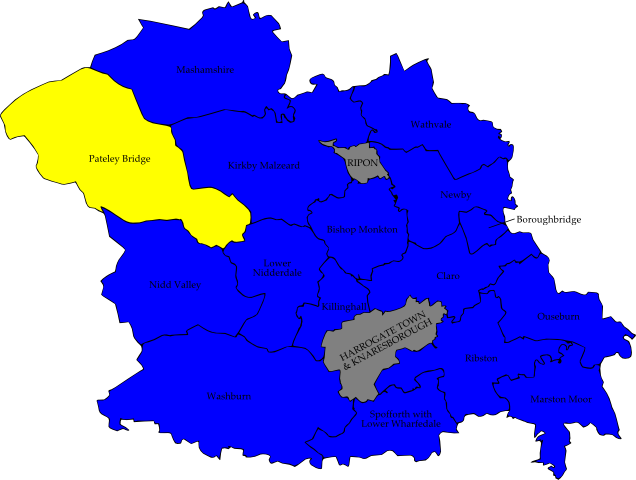 Mashamshire
Wathvale
Pateley Bridge
Kirkby Malzeard
RIPON
Newby
Boroughbridge
Bishop Monkton
Lower
Nidderdale
Claro
Nidd Valley
Killinghall
Ouseburn
HARROGATE TOWN
& KNARESBOROUGH
Ribston
Washburn
Marston Moor
Spofforth with
Lower Wharfedale